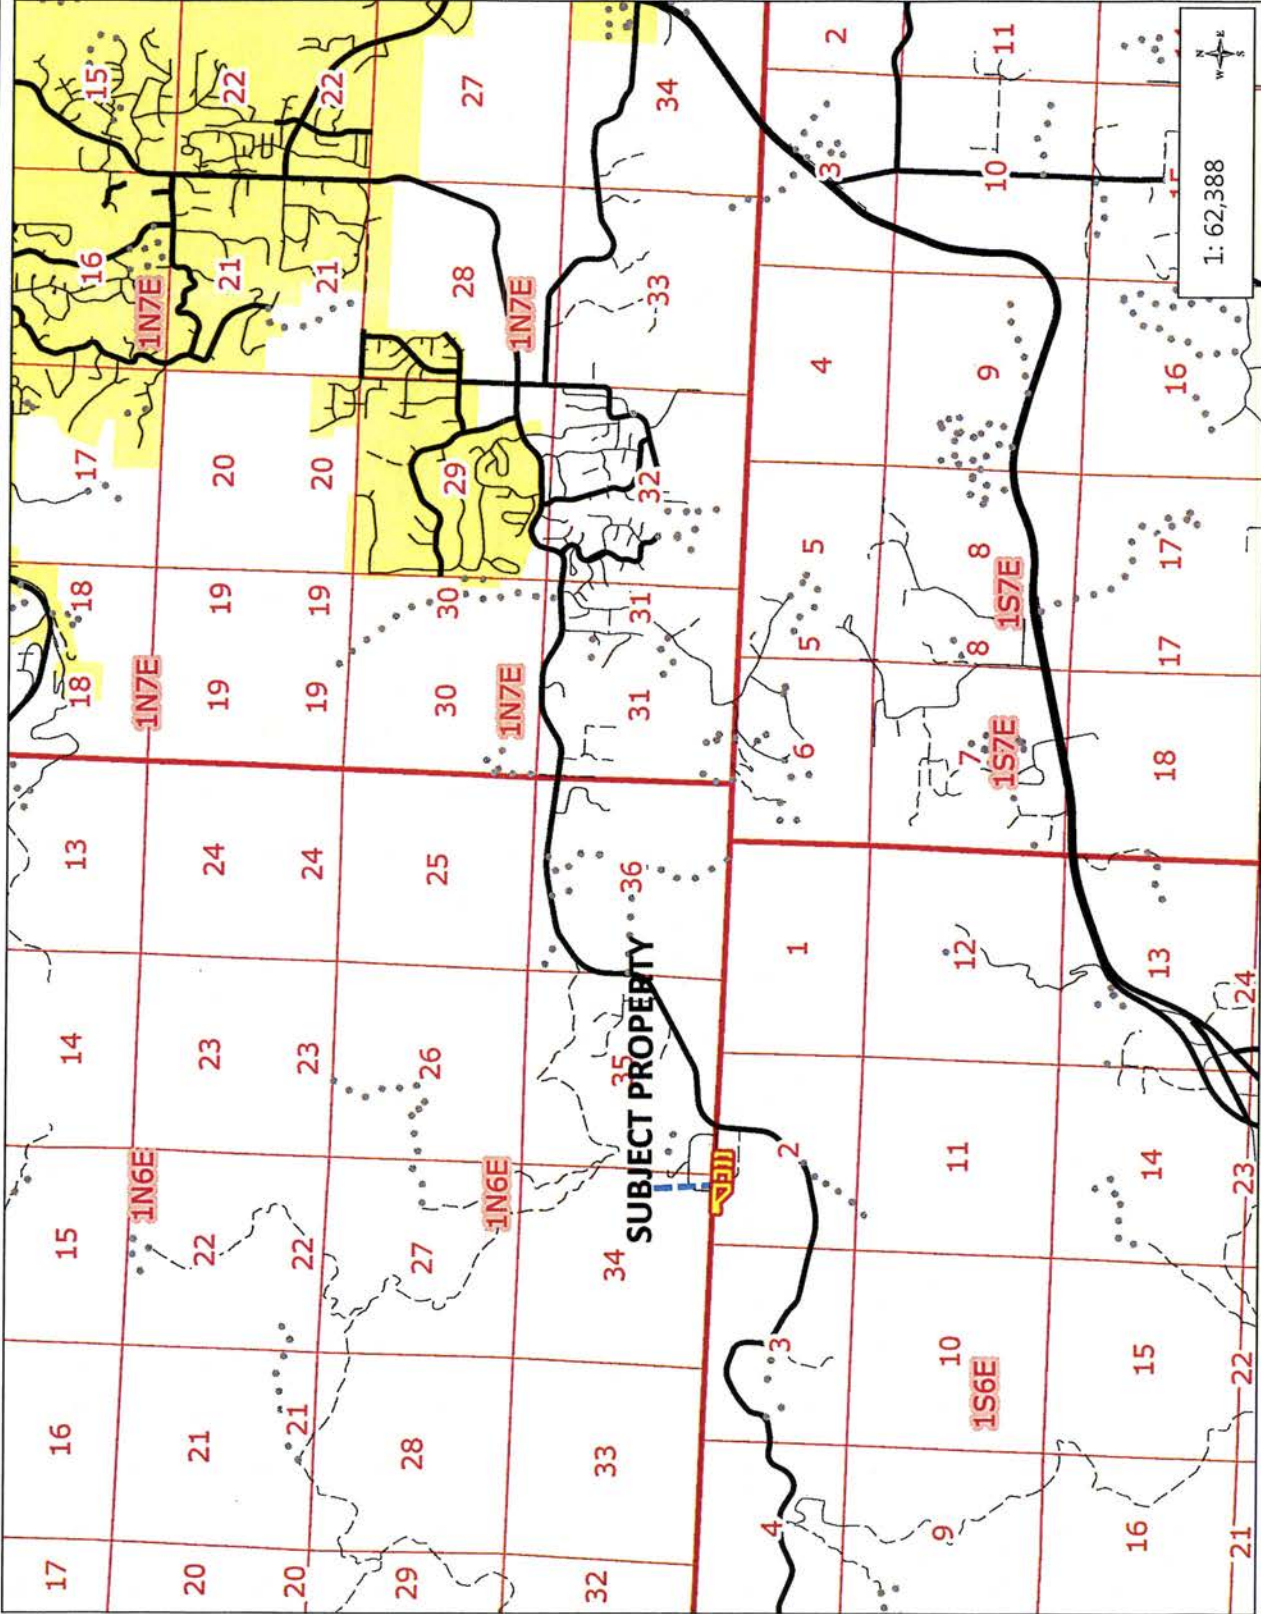 17 16 15 14 13 18 18 17 16 15
1N6E 1N7E 1N7E
20 21 22 23 24 19 19 20 21 22
20 21 22 23 24 19 19 20 21 22
29 28 27 26 25 30 30 29 28 27
1N6E 1N7E 1N7E
32 33 34 35 36 31 31 32 33 34
SUBJECT PROPERTY
4 3 2 1 6 5 5 4 3 2
9 10 11 12 7 8 8 9 10 11
1S6E 1S7E 1S7E
16 15 14 13 18 17 17 16
21 22 23 24
1: 62,388
N
W E
S